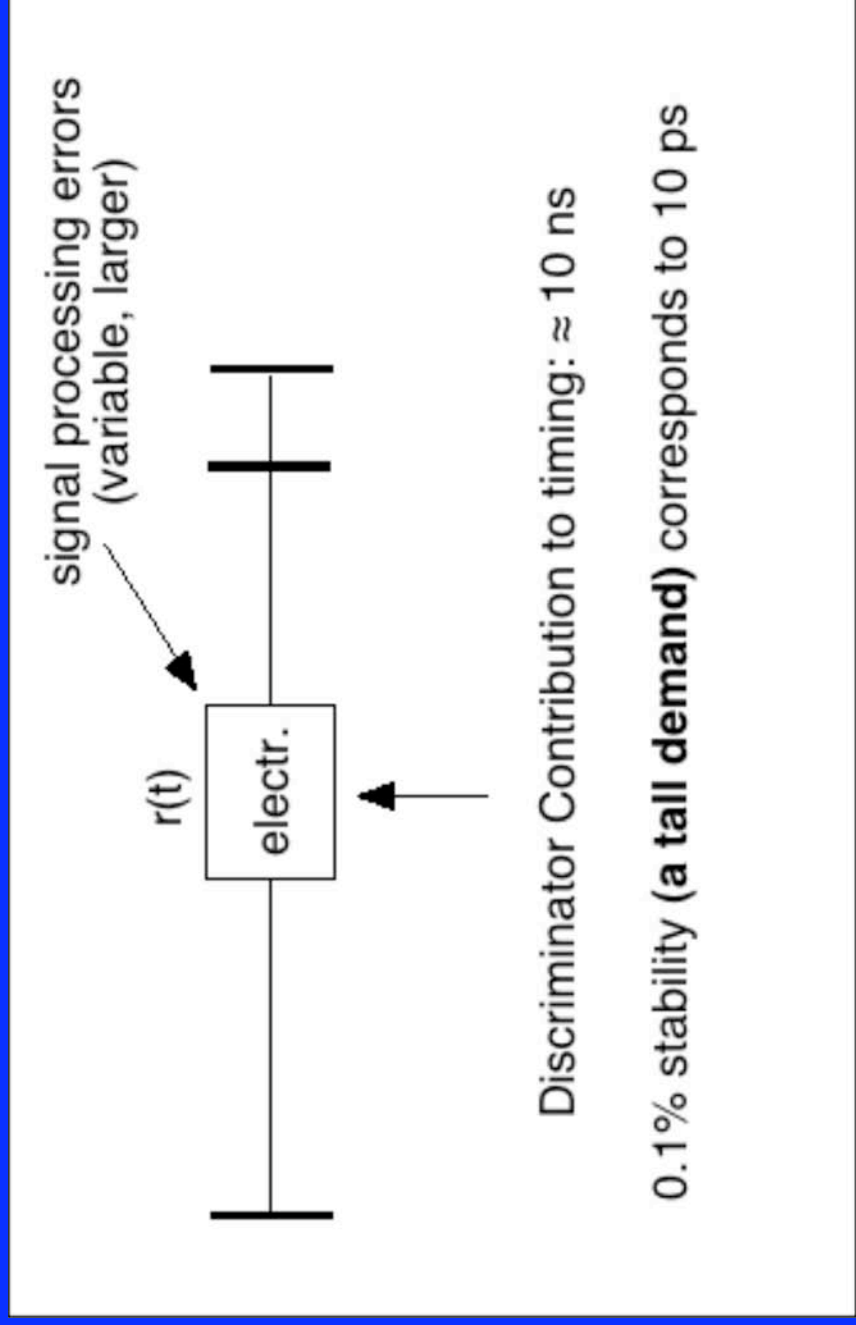 signal processing errors
(variable, larger)
r(t)
electr.
Discriminator Contribution to timing: ≈ 10 ns
0.1% stability (a tall demand) corresponds to 10 ps